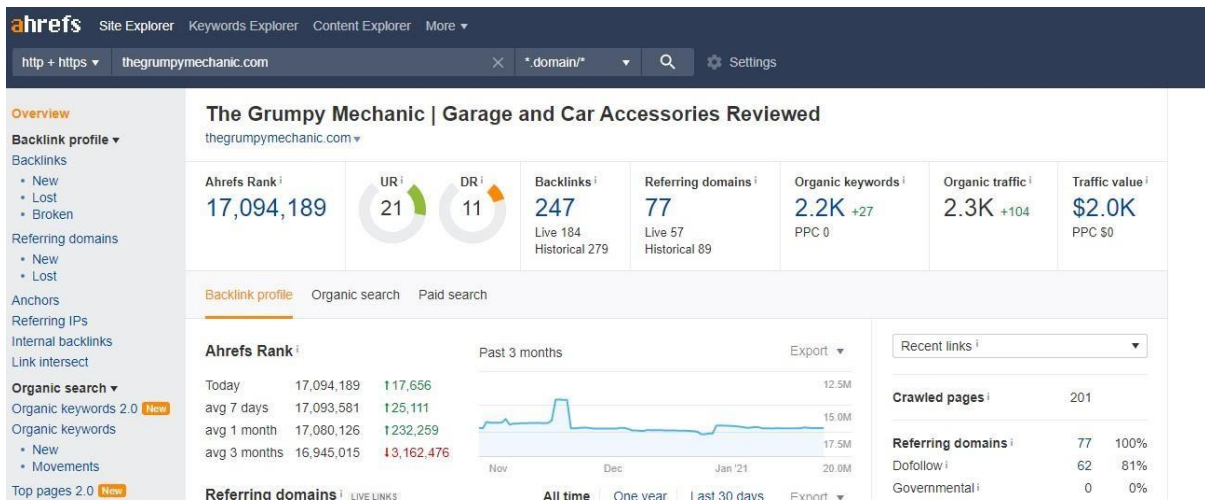 ahrefs Site Explorer Keywords Explorer Content Explorer More
http + https thegrumpymechanic.com *.domain/* Settings
Overview
Backlink profile
Backlinks
• New
• Lost
• Broken
Referring domains
• New
• Lost
Anchors
Referring IPs
Internal backlinks
Link intersect
Organic search
Organic keywords 2.0 New
Organic keywords
• New
• Movements
Top pages 2.0 New
The Grumpy Mechanic | Garage and Car Accessories Reviewed
thegrumpymechanic.com
Ahrefs Rank i UR i DR i Backlinks i Referring domains i Organic keywords i Organic traffic i Traffic value i
17,094,189 21 11 247 77 2.2K +27 2.3K +104 $2.0K
Live 184 Live 57 PPC 0 PPC $0
Historical 279 Historical 89
Backlink profile Organic search Paid search
Ahrefs Rank i Past 3 months Export
Today 17,094,189 ↑17,656
avg 7 days 17,093,581 ↑25,111
avg 1 month 17,080,126 ↑232,259
avg 3 months 16,945,015 ↓3,162,476
12.5M
15.0M
17.5M
20.0M
Nov Dec Jan '21
Referring domains i LIVE LINKS All time One year Last 30 days Export
Recent links i
Crawled pages i 201
Referring domains i 77 100%
Dofollow i 62 81%
Governmental i 0 0%